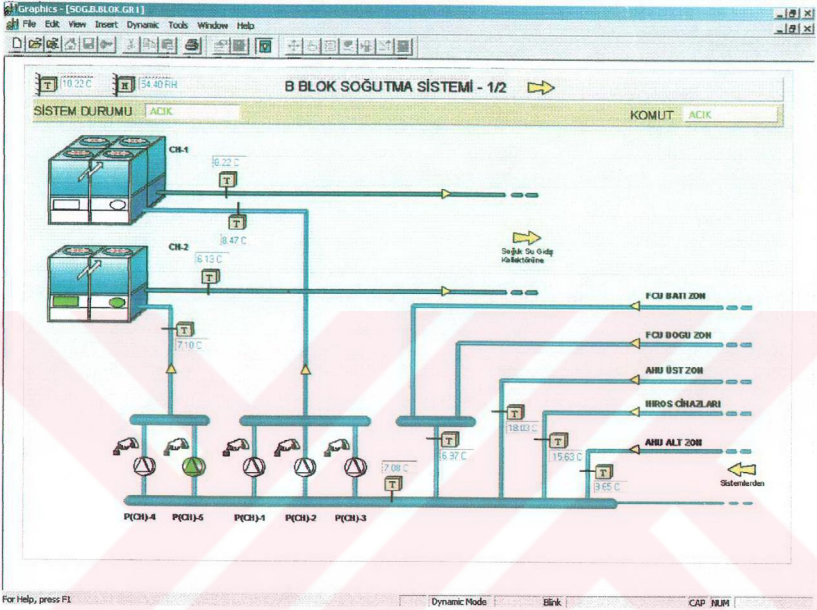 Graphics - [SOG.B.BLOK.GR1]
File Edit View Insert Dynamic Tools Window Help
T 10.22 C
H 54.40 RH
B BLOK SOĞUTMA SİSTEMİ - 1/2
SİSTEM DURUMU ACIK
KOMUT ACIK
CH-1
8.22 C
T
T
8.47 C
CH-2
6.13 C
T
Soğuk Su Gidiş
Kollektörüne
FCU BATI ZON
T
7.10 C
FCU DOGU ZON
AHU ÜST ZON
IHROS CİHAZLARI
T
18.03 C
AHU ALT ZON
T
6.97 C
T
15.63 C
7.08 C
T
T
9.65 C
Sistemlerden
P(CH)-4 P(CH)-5 P(CH)-1 P(CH)-2 P(CH)-3
For Help, press F1
Dynamic Mode
Blink
CAP NUM